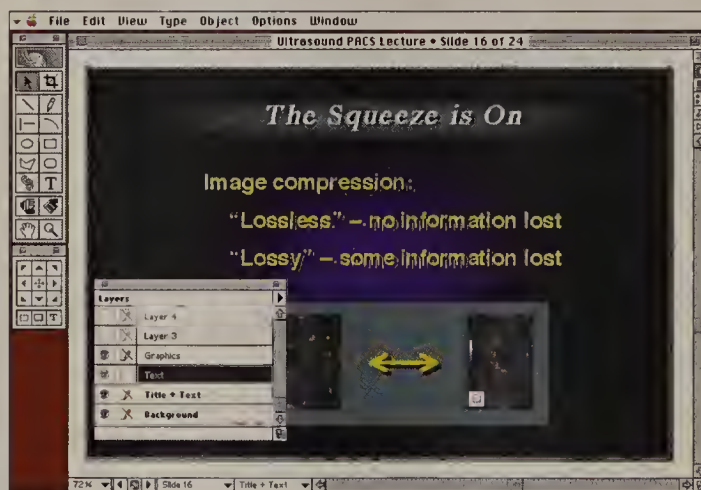 File Edit View Type Object Options Window
Ultrasound PACS Lecture • Slide 16 of 24
The Squeeze is On
Image compression:
"Lossless" – no information lost
"Lossy" – some information lost
Layers
Layer 4
Layer 3
Graphics
Text
Title + Text
Background
T
T
72% Slide 16 Title + Text